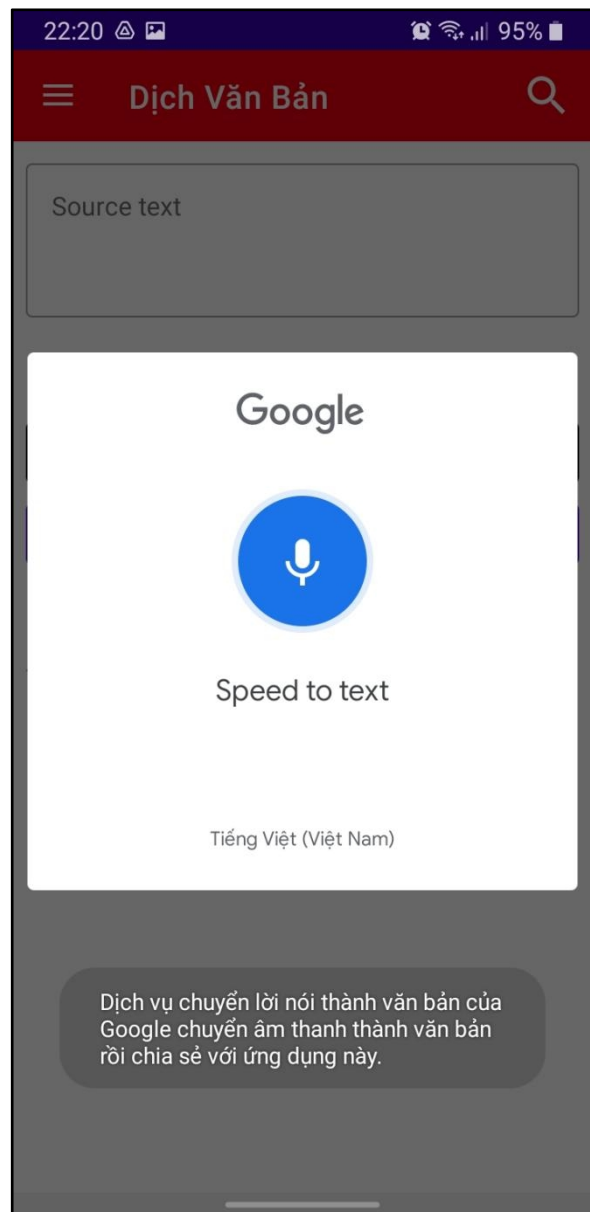 22:20
95%
Dịch Văn Bản
Source text
Google
Speed to text
Tiếng Việt (Việt Nam)
Dịch vụ chuyển lời nói thành văn bản của
Google chuyển âm thanh thành văn bản
rồi chia sẻ với ứng dụng này.